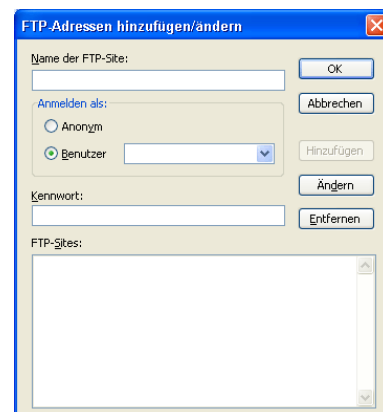 FTP-Adressen hinzufügen/ändern
Name der FTP-Site:
OK
Anmelden als:
Abbrechen
Anonym
Benutzer
Hinzufügen
Ändern
Kennwort:
Entfernen
FTP-Sites: